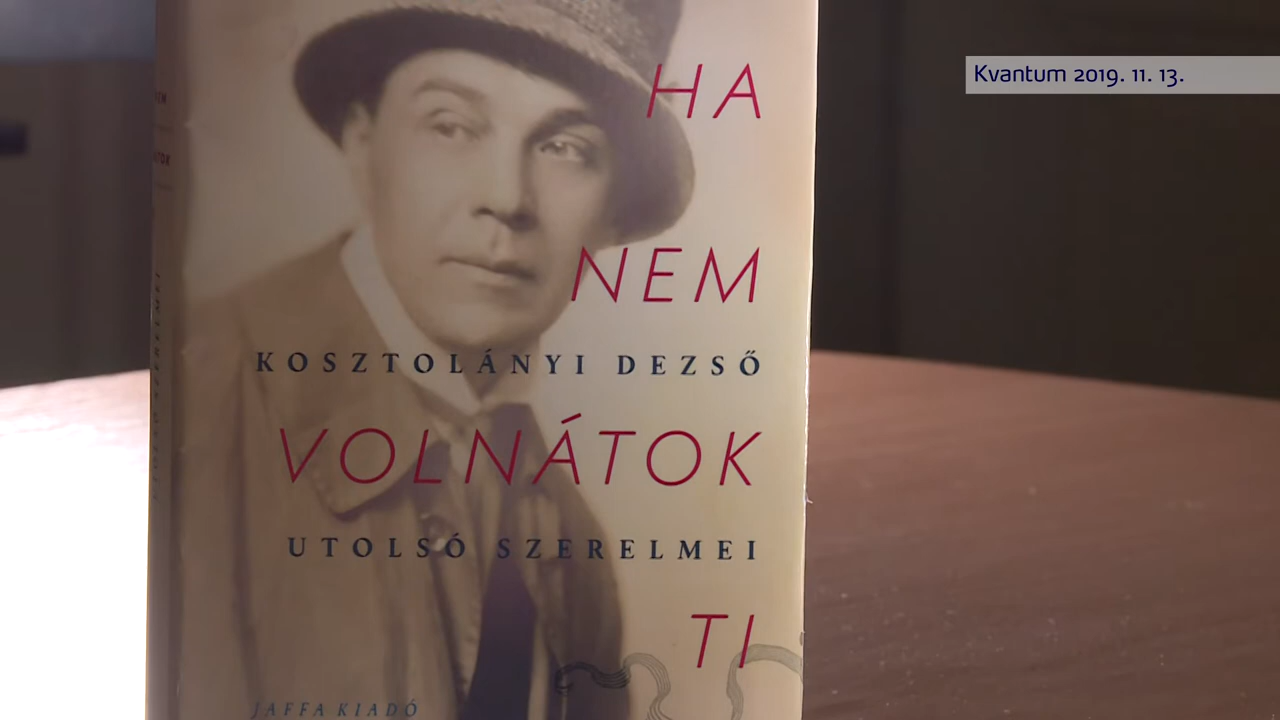 Kvantum 2019. 11. 13.
HA
NEM
KOSZTOLÁNYI DEZSŐ
VOLNÁTOK
UTOLSÓ SZERELMEI
TI
JAFFA KIADÓ